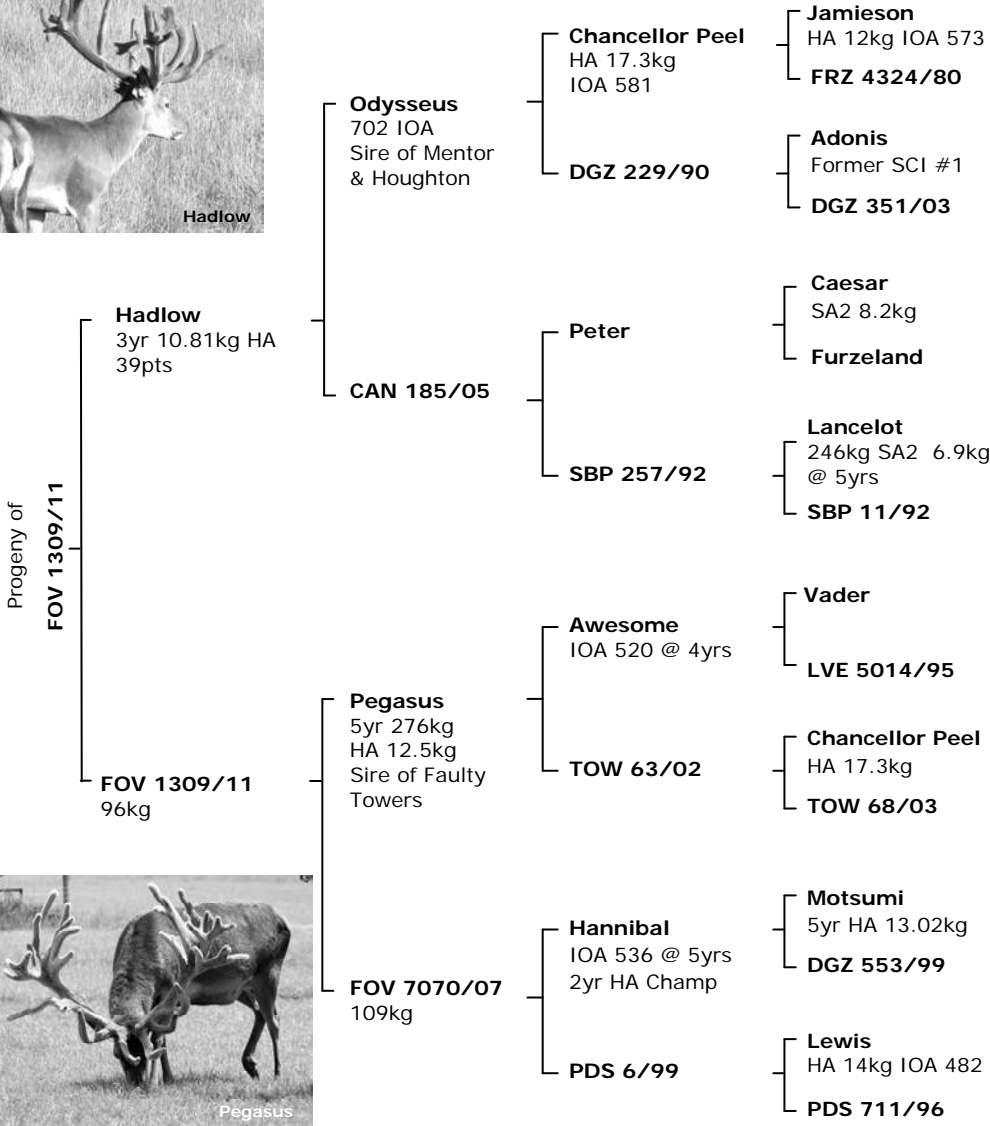 Hadlow
Progeny of
FOV 1309/11
Hadlow
3yr 10.81kg HA
39pts
FOV 1309/11
96kg
Odysseus
702 IOA
Sire of Mentor
& Houghton
CAN 185/05
Pegasus
5yr 276kg
HA 12.5kg
Sire of Faulty
Towers
FOV 7070/07
109kg
Chancellor Peel
HA 17.3kg
IOA 581
DGZ 229/90
Peter
SBP 257/92
Awesome
IOA 520 @ 4yrs
TOW 63/02
Hannibal
IOA 536 @ 5yrs
2yr HA Champ
PDS 6/99
Jamieson
HA 12kg IOA 573
FRZ 4324/80
Adonis
Former SCI #1
DGZ 351/03
Caesar
SA2 8.2kg
Furzeland
Lancelot
246kg SA2  6.9kg
@ 5yrs
SBP 11/92
Vader
LVE 5014/95
Chancellor Peel
HA 17.3kg
TOW 68/03
Motsumi
5yr HA 13.02kg
DGZ 553/99
Lewis
HA 14kg IOA 482
PDS 711/96
Pegasus